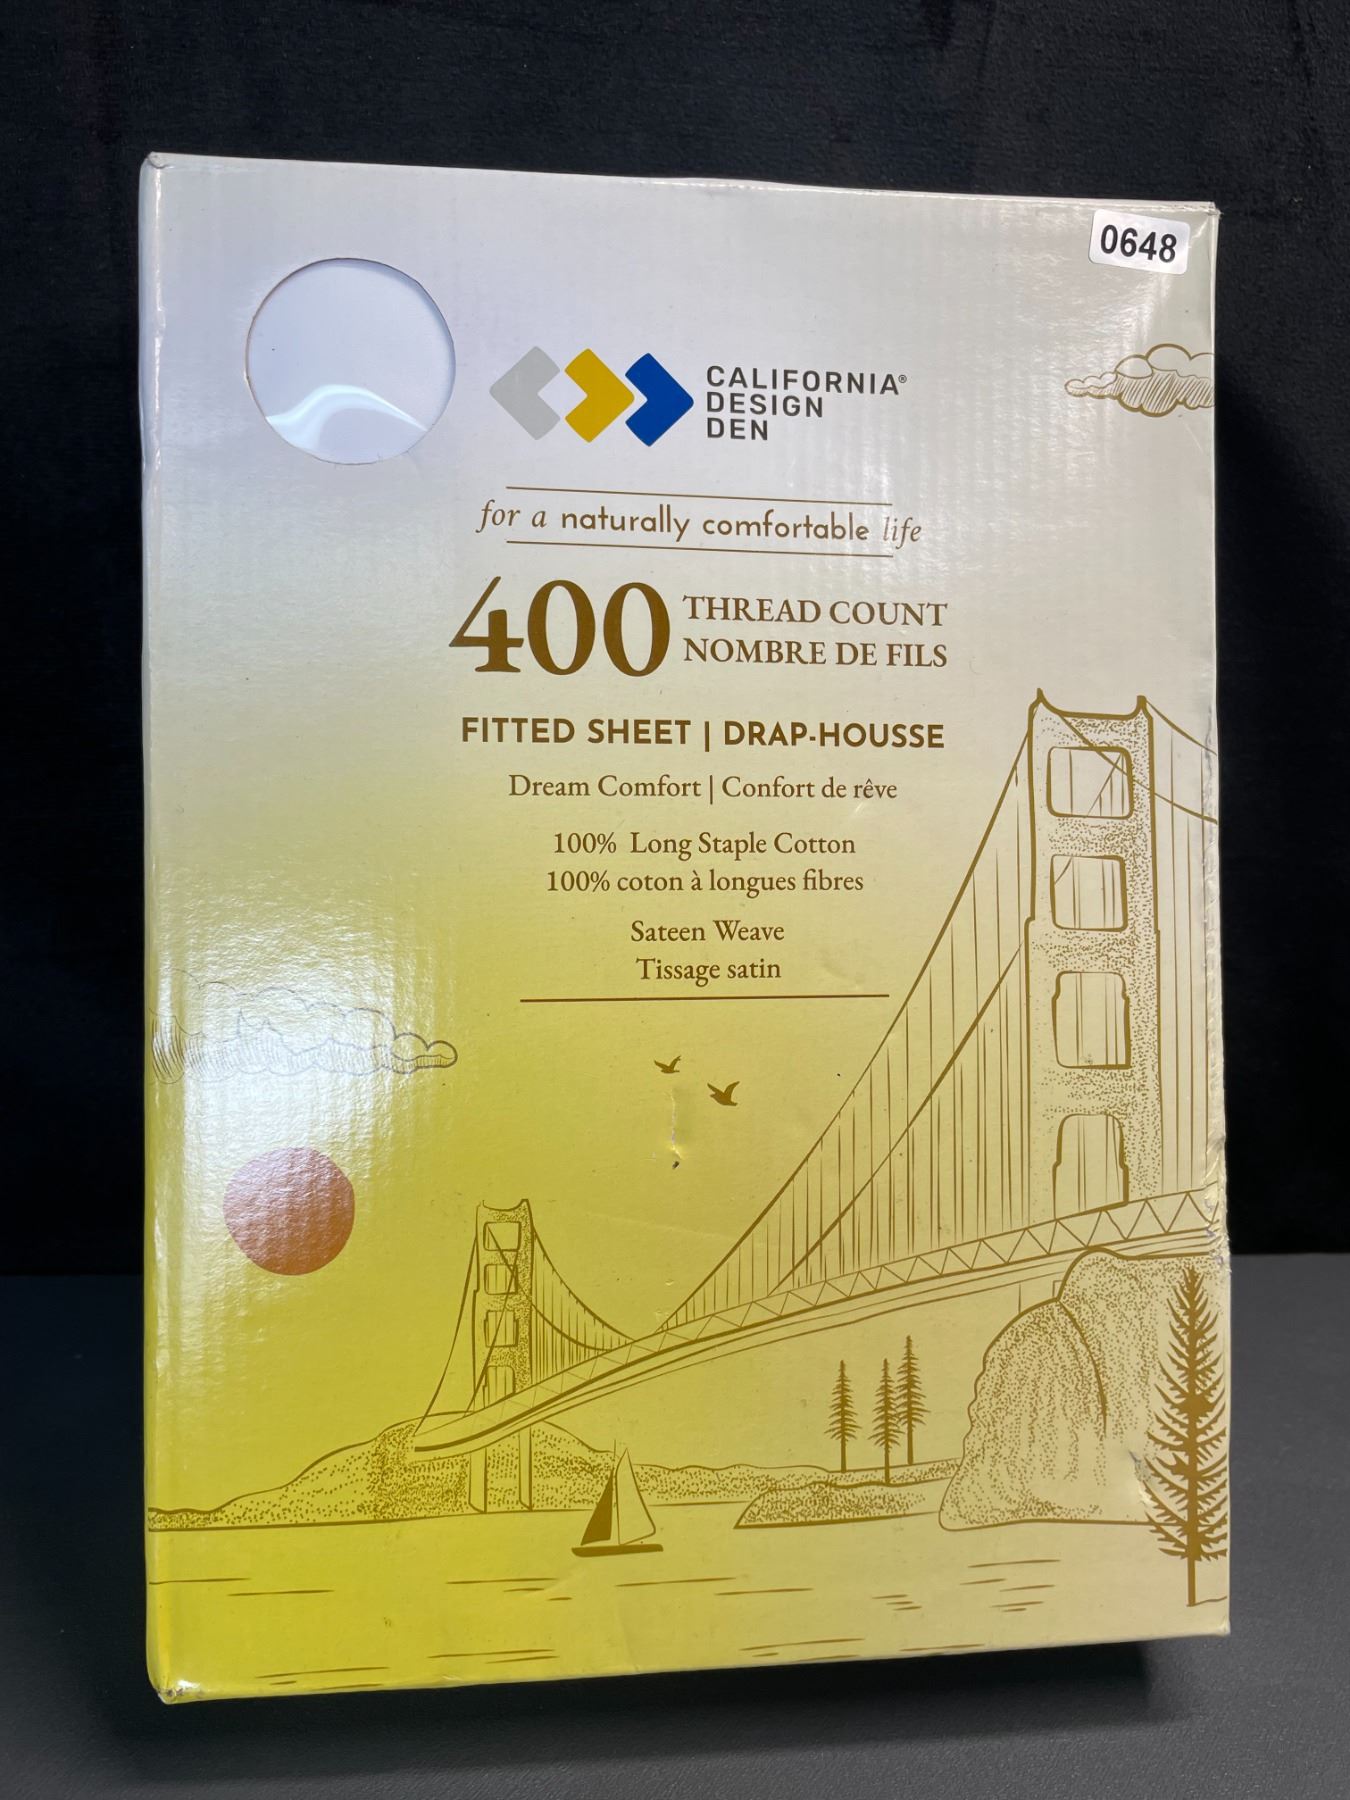 0648
CALIFORNIA®
DESIGN
DEN
for a naturally comfortable life
400 THREAD COUNT
NOMBRE DE FILS
FITTED SHEET | DRAP-HOUSSE
Dream Comfort | Confort de rêve
100% Long Staple Cotton
100% coton à longues fibres
Sateen Weave
Tissage satin